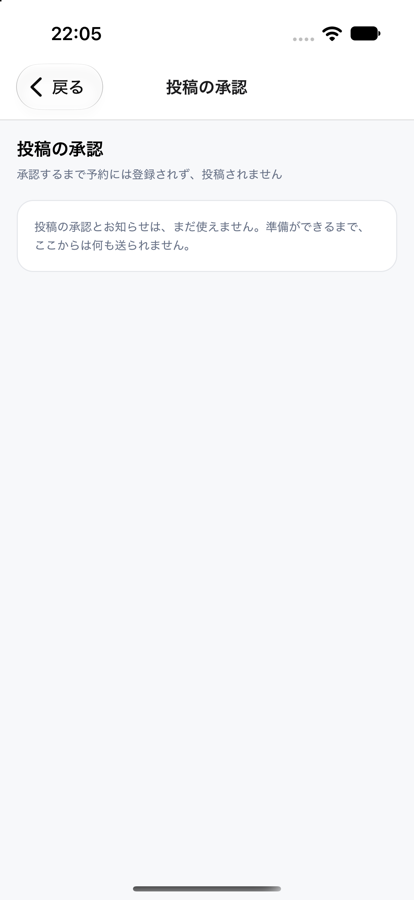 22:05
戻る
投稿の承認
投稿の承認
承認するまで予約には登録されず、投稿されません
投稿の承認とお知らせは、まだ使えません。準備ができるまで、
ここからは何も送られません。